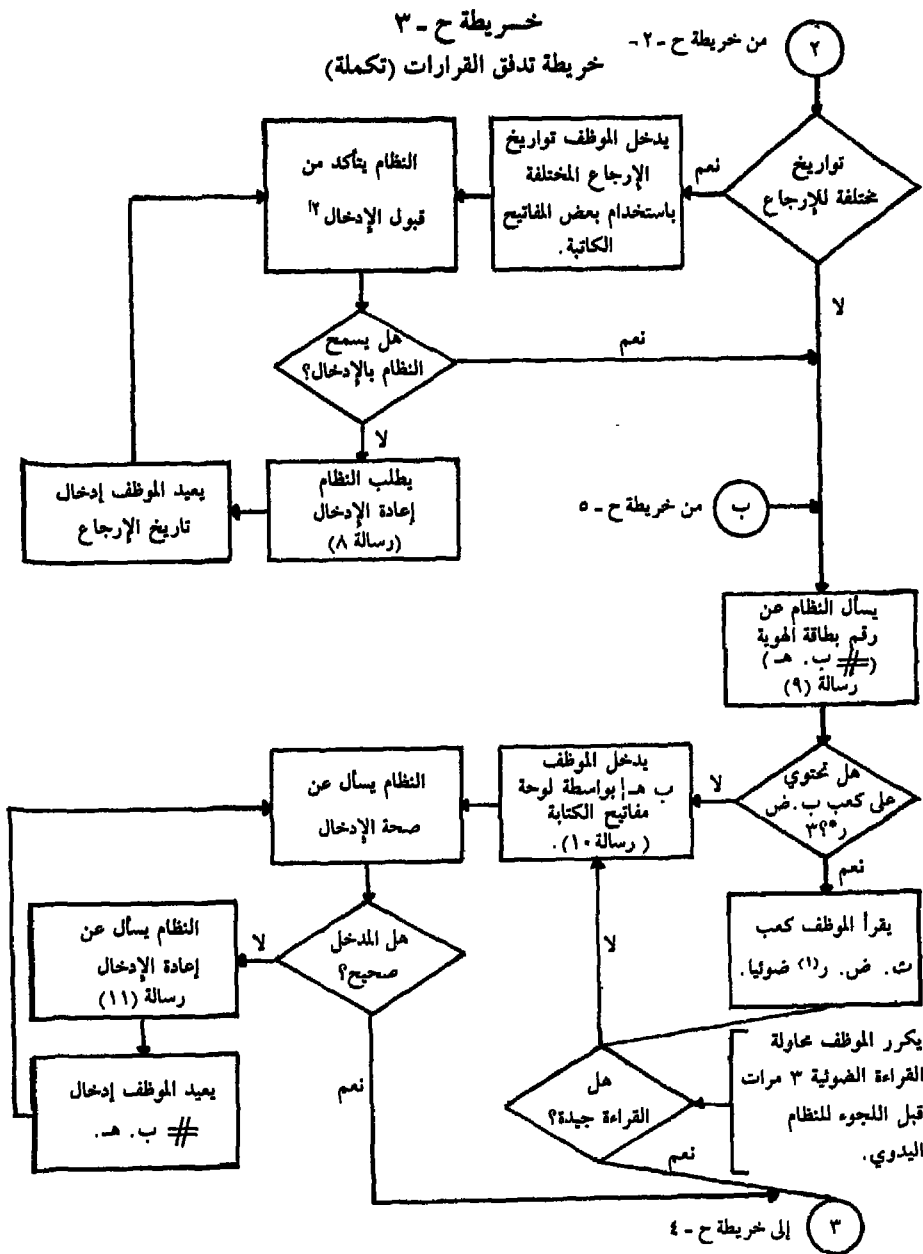 خريطة ح - ٣
خريطة تدفق القرارات (تكملة)
٢
من خريطة ح - ٢ -
تواريخ
مختلفة للإرجاع
نعم
لا
يدخل الموظف تواريخ
الإرجاع المختلفة
باستخدام بعض المفاتيح
الكاتبة.
النظام يتأكد من
قبول الإدخال
هل يسمح
النظام بالإدخال؟
نعم
لا
يطلب النظام
إعادة الإدخال
(رسالة ٨)
يعيد الموظف إدخال
تاريخ الإرجاع
ب
من خريطة ح - ٥
يسأل النظام عن
رقم بطاقة الهوية
(# ب. هـ)
رسالة (٩)
هل تحتوي
على كعب ب. ض
ر*؟٣
لا
نعم
يدخل الموظف
ب هـ| بواسطة لوحة
مفاتيح الكتابة
(رسالة ١٠).
النظام يسأل عن
صحة الإدخال
هل المدخل
صحيح؟
لا
نعم
النظام يسأل عن
إعادة الإدخال
رسالة (١١)
يعيد الموظف إدخال
# ب. هـ.
يقرأ الموظف كعب
ث. ض. ر(١) ضوئيا.
يكرر الموظف محاولة
القراءة الضوئية ٣ مرات
قبل اللجوء للنظام
اليدوي.
هل
القراءة جيدة؟
لا
نعم
٣
إلى خريطة ح - ٤